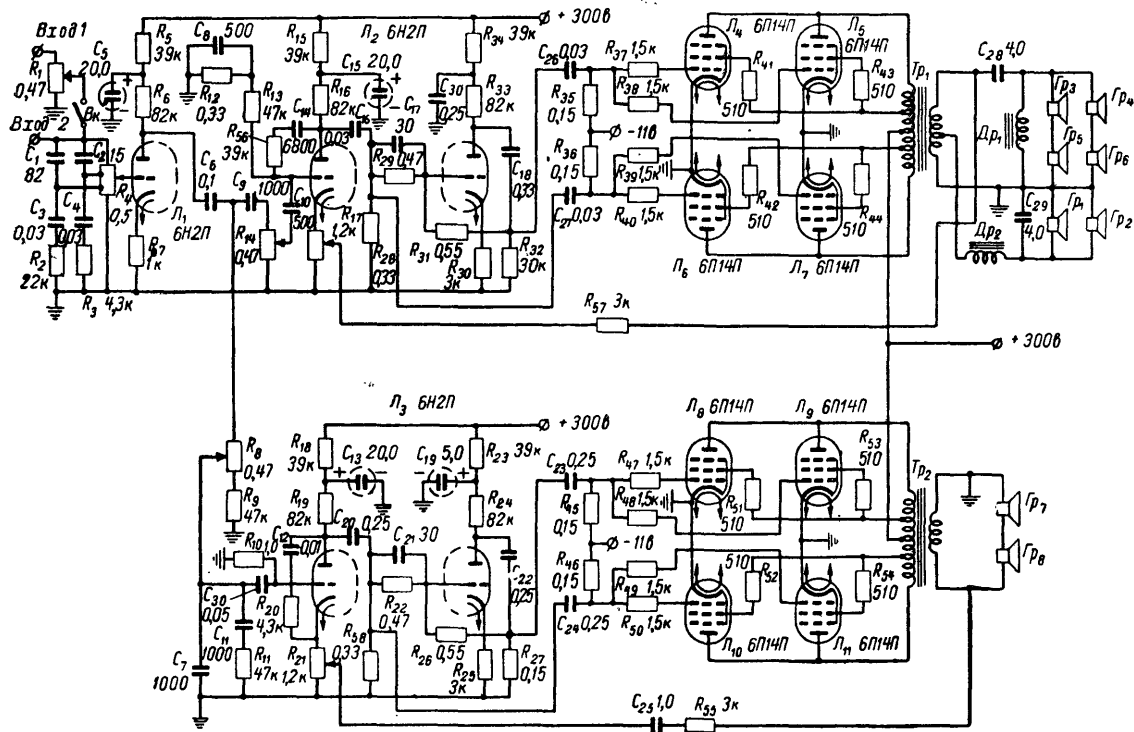 Вход 1
R₁
0,47
C₅
20,0
R₅
39к
R₆
82к
Вк
Вход 2
C₁
82
C₂ 15
C₃
0,03
C₄
0,03
R₂
22к
R₃ 4,3к
R₄
0,5
Л₁
6Н2П
R₇
1к
C₆
0,1
C₈ 500
R₁₂
0,33
R₁₃
47к
C₉
1000
R₁₄
0,47
C₁₀
500
R₅₆
39к
C₁₄
6800
R₁₅
39к
R₁₆
82к
Л₂ 6Н2П
C₁₅ 20,0
C₁₆
0,03
R₁₇
1,2к
C₁₇
30
R₂₉ 0,47
R₂₈
0,33
R₃₁ 0,55
R₃₀
3к
R₃₂
30к
R₃₄
39к
C₃₀
0,25
R₃₃
82к
C₁₈
0,33
+ 300в
C₂₆ 0,03
C₂₇ 0,03
R₃₅
0,15
R₃₆
0,15
-11в
R₃₇ 1,5к
R₃₈ 1,5к
R₃₉ 1,5к
R₄₀ 1,5к
Л₄
6П14П
Л₅
6П14П
R₄₁
510
R₄₃
510
R₄₂
510
R₄₄
510
Л₆ 6П14П
Л₇ 6П14П
Тр₁
C₂₈ 4,0
Др₁
C₂₉
4,0
Др₂
Гр₃
Гр₄
Гр₅
Гр₆
Гр₁
Гр₂
R₅₇ 3к
+ 300в
R₈
0,47
R₉
47к
R₁₀ 1,0
C₃₀
0,05
C₁₁
1000
R₁₁
47к
C₇
1000
C₁₂
0,01
R₂₀
4,3к
R₂₁
1,2к
R₁₈
39к
R₁₉
82к
Л₃ 6Н2П
C₁₃ 20,0
C₁₉ 5,0
R₂₃ 39к
R₂₄
82к
C₂₀
0,25
C₂₁ 30
R₂₂
0,47
R₅₈
0,33
R₂₆ 0,55
R₂₅
3к
R₂₇
0,15
C₂₂
0,25
+ 300в
C₂₃ 0,25
C₂₄ 0,25
R₄₅
0,15
R₄₆
0,15
-11в
R₄₇ 1,5к
R₄₈ 1,5к
R₄₉ 1,5к
R₅₀ 1,5к
Л₈ 6П14П
Л₉ 6П14П
R₅₁
510
R₅₃
510
510
R₅₂
R₅₄
510
Л₁₀ 6П14П
Л₁₁ 6П14П
Тр₂
Гр₇
Гр₈
C₂₅ 1,0
R₅₅ 3к